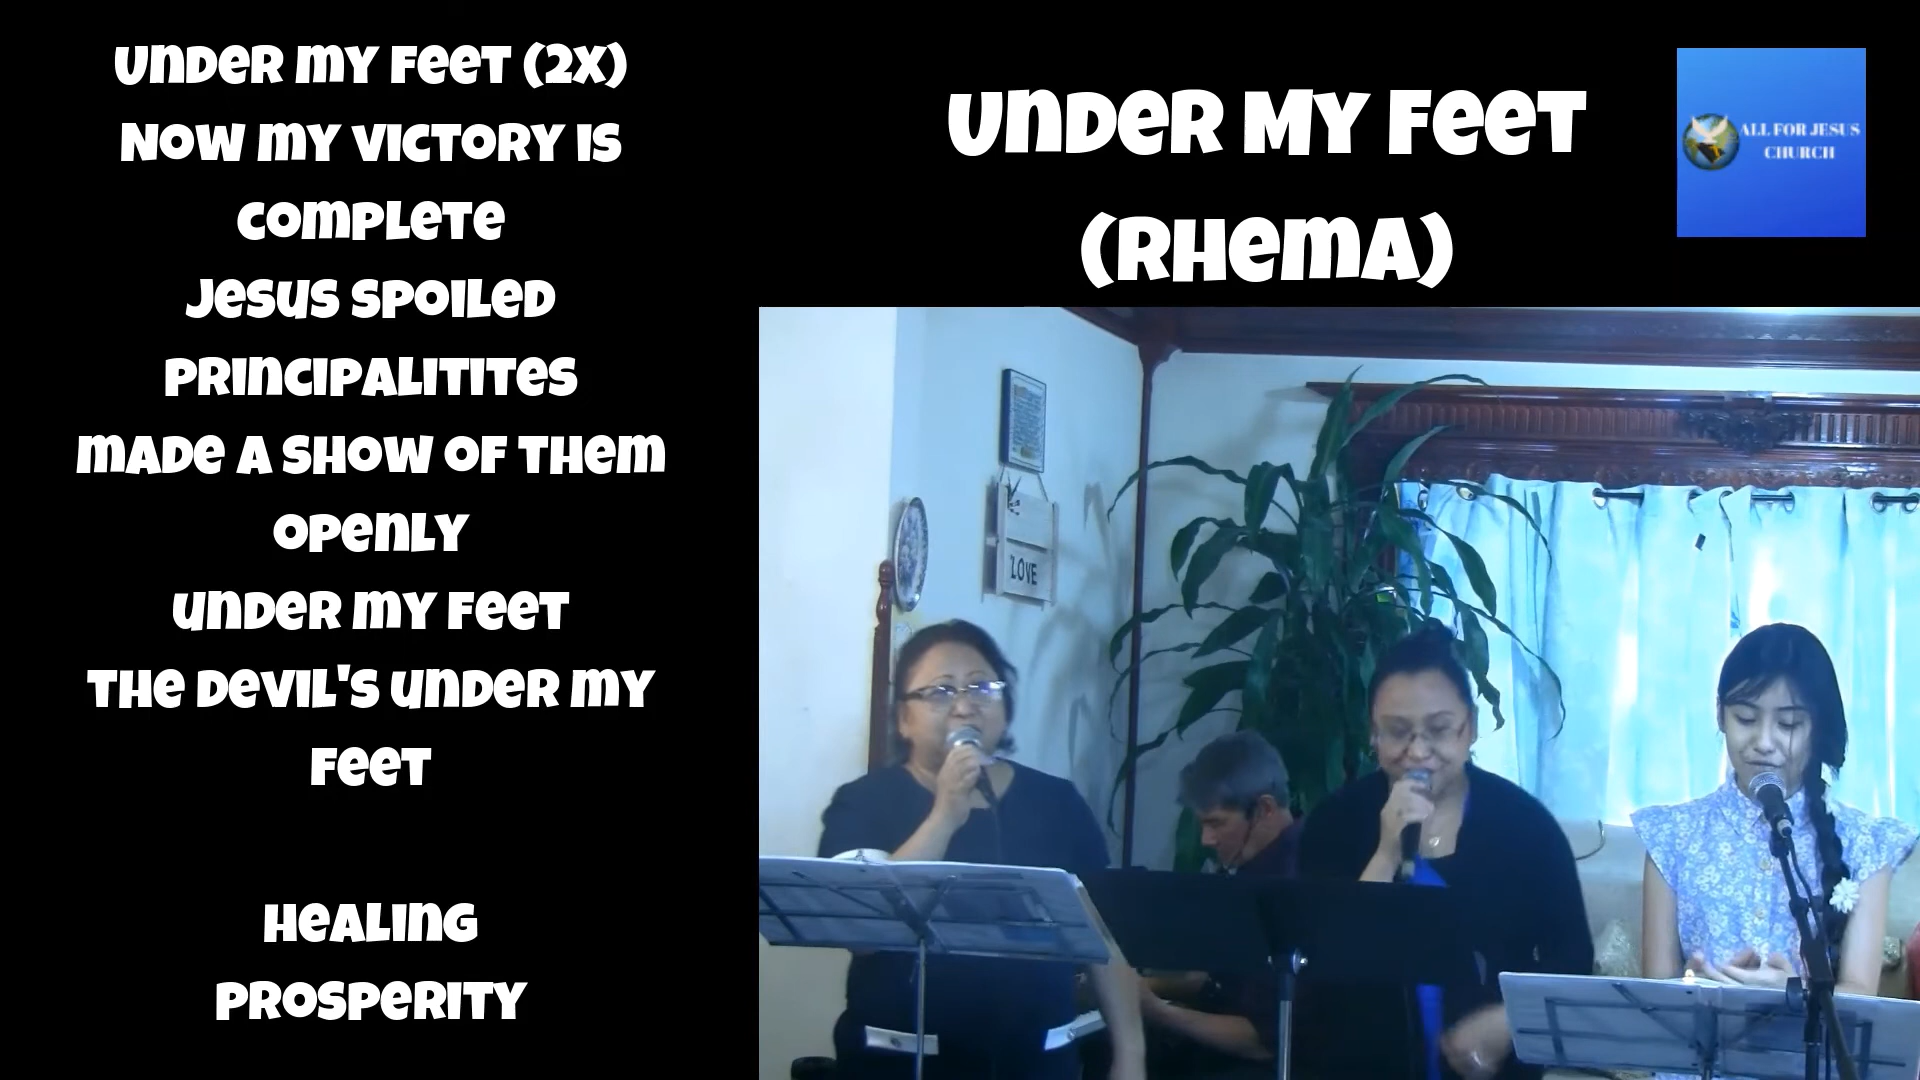 UNDER MY FEET (2X)
NOW MY VICTORY IS
COMPLETE
JESUS SPOILED
PRINCIPALITITES
MADE A SHOW OF THEM
OPENLY
UNDER MY FEET
THE DEVIL'S UNDER MY
FEET
HEALING
PROSPERITY
UNDER MY FEET
(RHEMA)
ALL FOR JESUS
CHURCH
LOVE